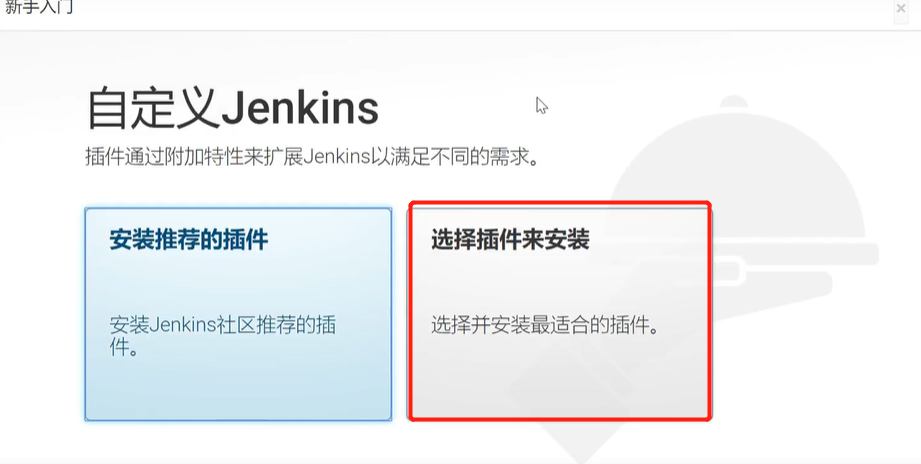 新手入门
自定义Jenkins
插件通过附加特性来扩展Jenkins以满足不同的需求。
安装推荐的插件
安装Jenkins社区推荐的插
件。
选择插件来安装
选择并安装最适合的插件。